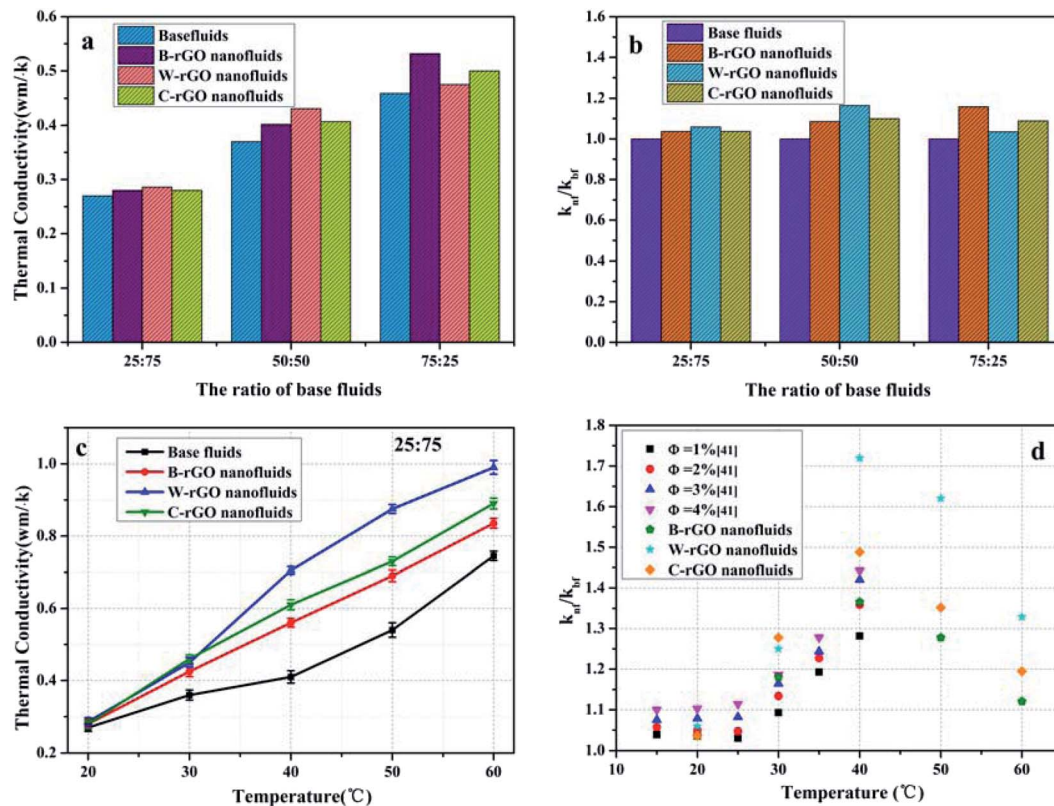 a
Basefluids
B-rGO nanofluids
W-rGO nanofluids
C-rGO nanofluids
0.6
0.5
0.4
0.3
0.2
0.1
0.0
Thermal Conductivity(wm/·k)
25:75
50:50
75:25
The ratio of base fluids
b
Base fluids
B-rGO nanofluids
W-rGO nanofluids
C-rGO nanofluids
1.6
1.4
1.2
1.0
0.8
0.6
0.4
0.2
0.0
k_nf/k_bf
25:75
50:50
75:25
The ratio of base fluids
c
25:75
Base fluids
B-rGO nanofluids
W-rGO nanofluids
C-rGO nanofluids
1.0
0.8
0.6
0.4
0.2
Thermal Conductivity(wm/·k)
20
30
40
50
60
Temperature(℃)
d
Φ =1%[41]
Φ =2%[41]
Φ =3%[41]
Φ =4%[41]
B-rGO nanofluids
W-rGO nanofluids
C-rGO nanofluids
1.8
1.7
1.6
1.5
1.4
1.3
1.2
1.1
1.0
k_nf/k_bf
10
20
30
40
50
60
Temperature (℃)